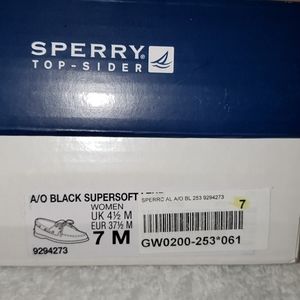 SPERRY
TOP-SIDER
A/O BLACK SUPERSOFT
WOMEN
UK 4½ M
EUR 37½ M
7 M
9294273
SPERRC AL A/O BL 253 9294273
7
GW0200-253*061